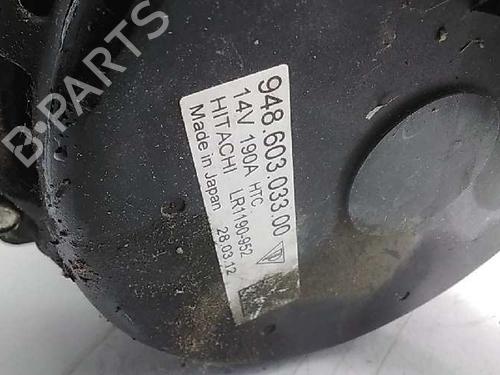 B-PARTS
948.603.033.00
14V 190A HTC
HITACHI LR1190-952
Made in Japan 28.03.12